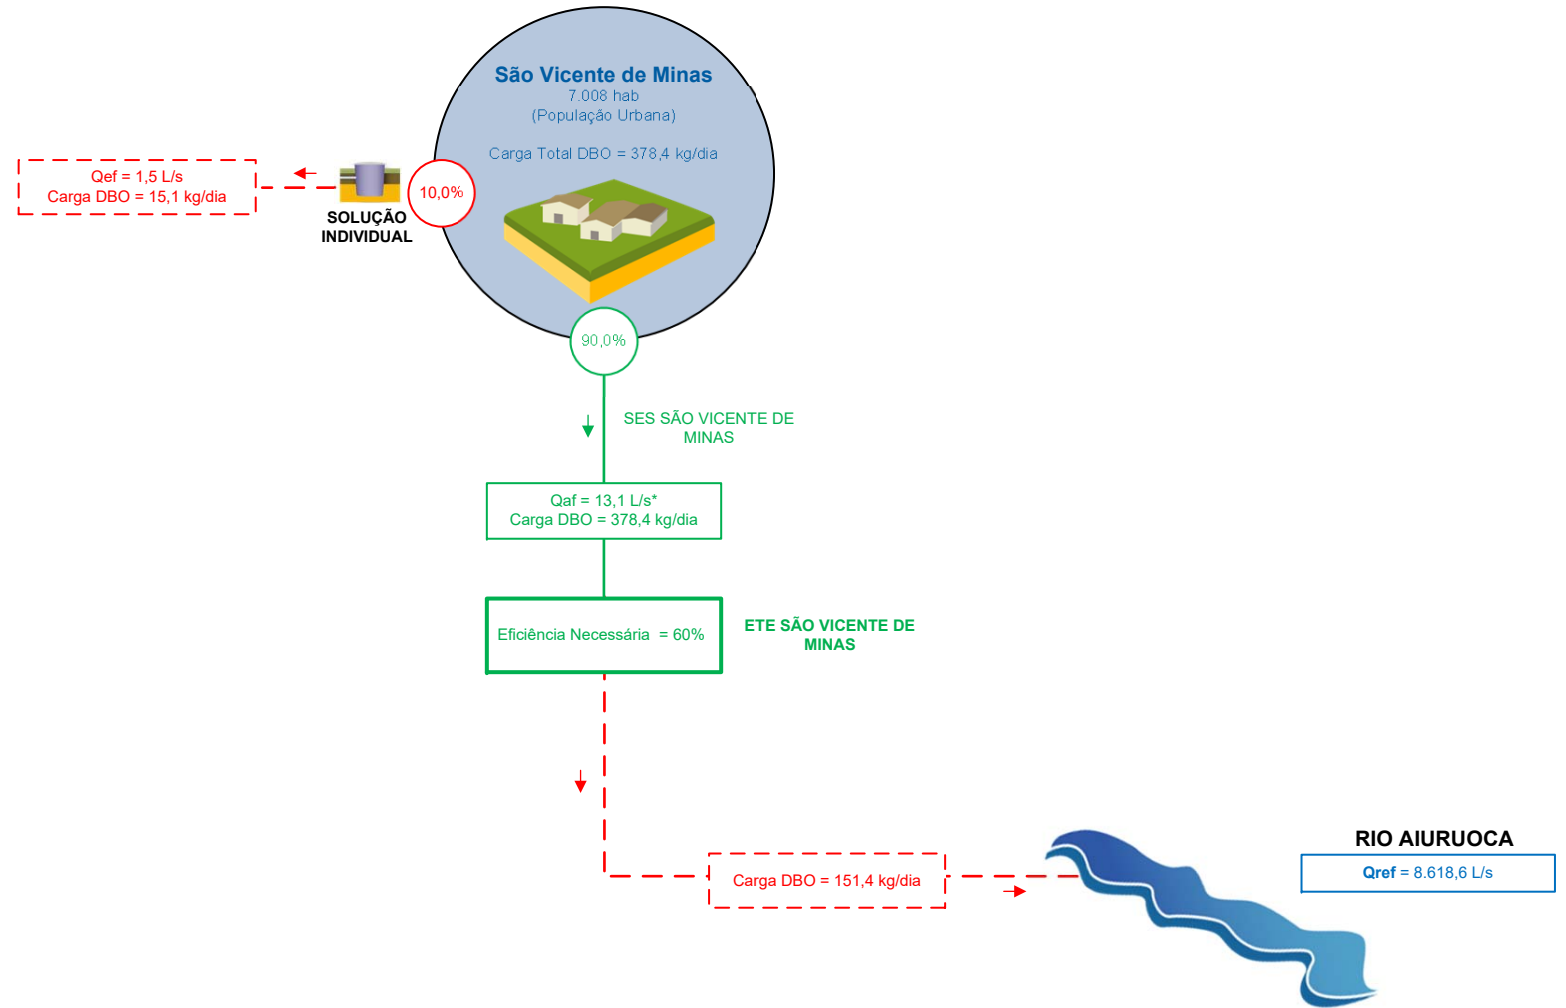 São Vicente de Minas
7.008 hab
(População Urbana)
Carga Total DBO = 378,4 kg/dia
Qef = 1,5 L/s
Carga DBO = 15,1 kg/dia
10,0%
SOLUÇÃO
INDIVIDUAL
90,0%
SES SÃO VICENTE DE
MINAS
Qaf = 13,1 L/s*
Carga DBO = 378,4 kg/dia
Eficiência Necessária = 60%
ETE SÃO VICENTE DE
MINAS
RIO AIURUOCA
Qref = 8.618,6 L/s
Carga DBO = 151,4 kg/dia